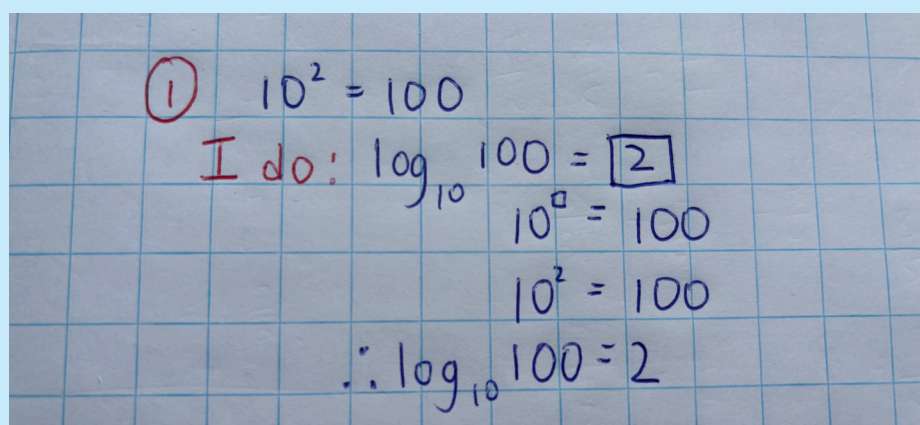 ① 10² = 100
I do: log₁₀ 100 = 2
10□ = 100
10² = 100
∴ log₁₀ 100 = 2